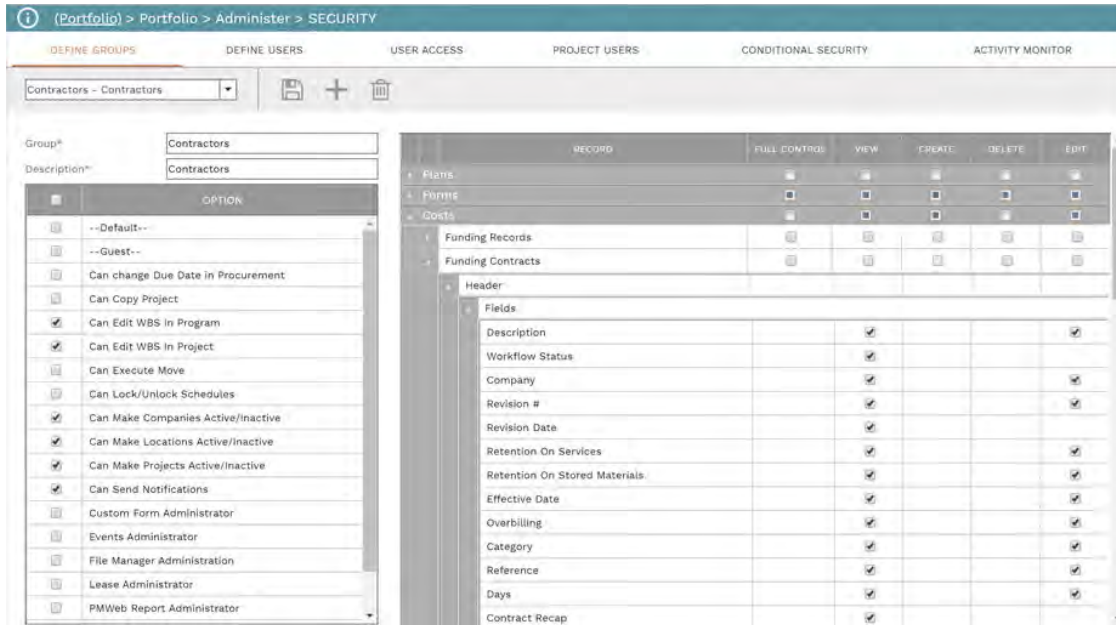 (Portfolio) > Portfolio > Administer > SECURITY
DEFINE GROUPS DEFINE USERS USER ACCESS PROJECT USERS CONDITIONAL SECURITY ACTIVITY MONITOR
Contractors - Contractors
Group* Contractors
Description* Contractors
OPTION
--Default--
--Guest--
Can change Due Date in Procurement
Can Copy Project
Can Edit WBS In Program
Can Edit WBS In Project
Can Execute Move
Can Lock/Unlock Schedules
Can Make Companies Active/Inactive
Can Make Locations Active/Inactive
Can Make Projects Active/Inactive
Can Send Notifications
Custom Form Administrator
Events Administrator
File Manager Administration
Lease Administrator
PMWeb Report Administrator
RECORD FULL CONTROL VIEW CREATE DELETE EDIT
Plans
Forms
Costs
Funding Records
Funding Contracts
Header
Fields
Description
Workflow Status
Company
Revision #
Revision Date
Retention On Services
Retention On Stored Materials
Effective Date
Overbilling
Category
Reference
Days
Contract Recap